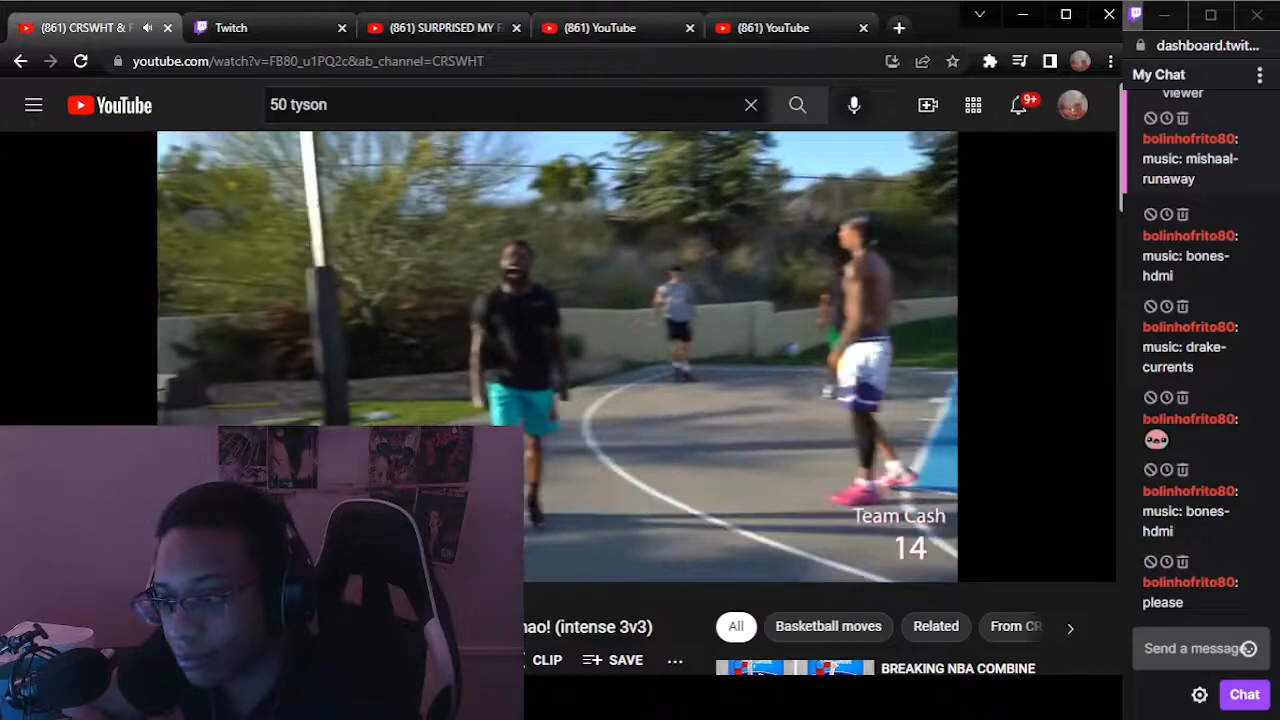 (861) CRSWHT & F
Twitch
(861) SURPRISED MY F
(861) YouTube
(861) YouTube
youtube.com/watch?v=FB80_u1PQ2c&ab_channel=CRSWHT
dashboard.twit...
YouTube
50 tyson
9+
My Chat
viewer
bolinhofrito80:
music: mishaal-
runaway
bolinhofrito80:
music: bones-
hdmi
bolinhofrito80:
music: drake-
currents
bolinhofrito80:
bolinhofrito80:
music: bones-
hdmi
bolinhofrito80:
please
Send a message
Chat
Team Cash
14
hao! (intense 3v3)
CLIP
SAVE
...
All
Basketball moves
Related
From CR
BREAKING NBA COMBINE